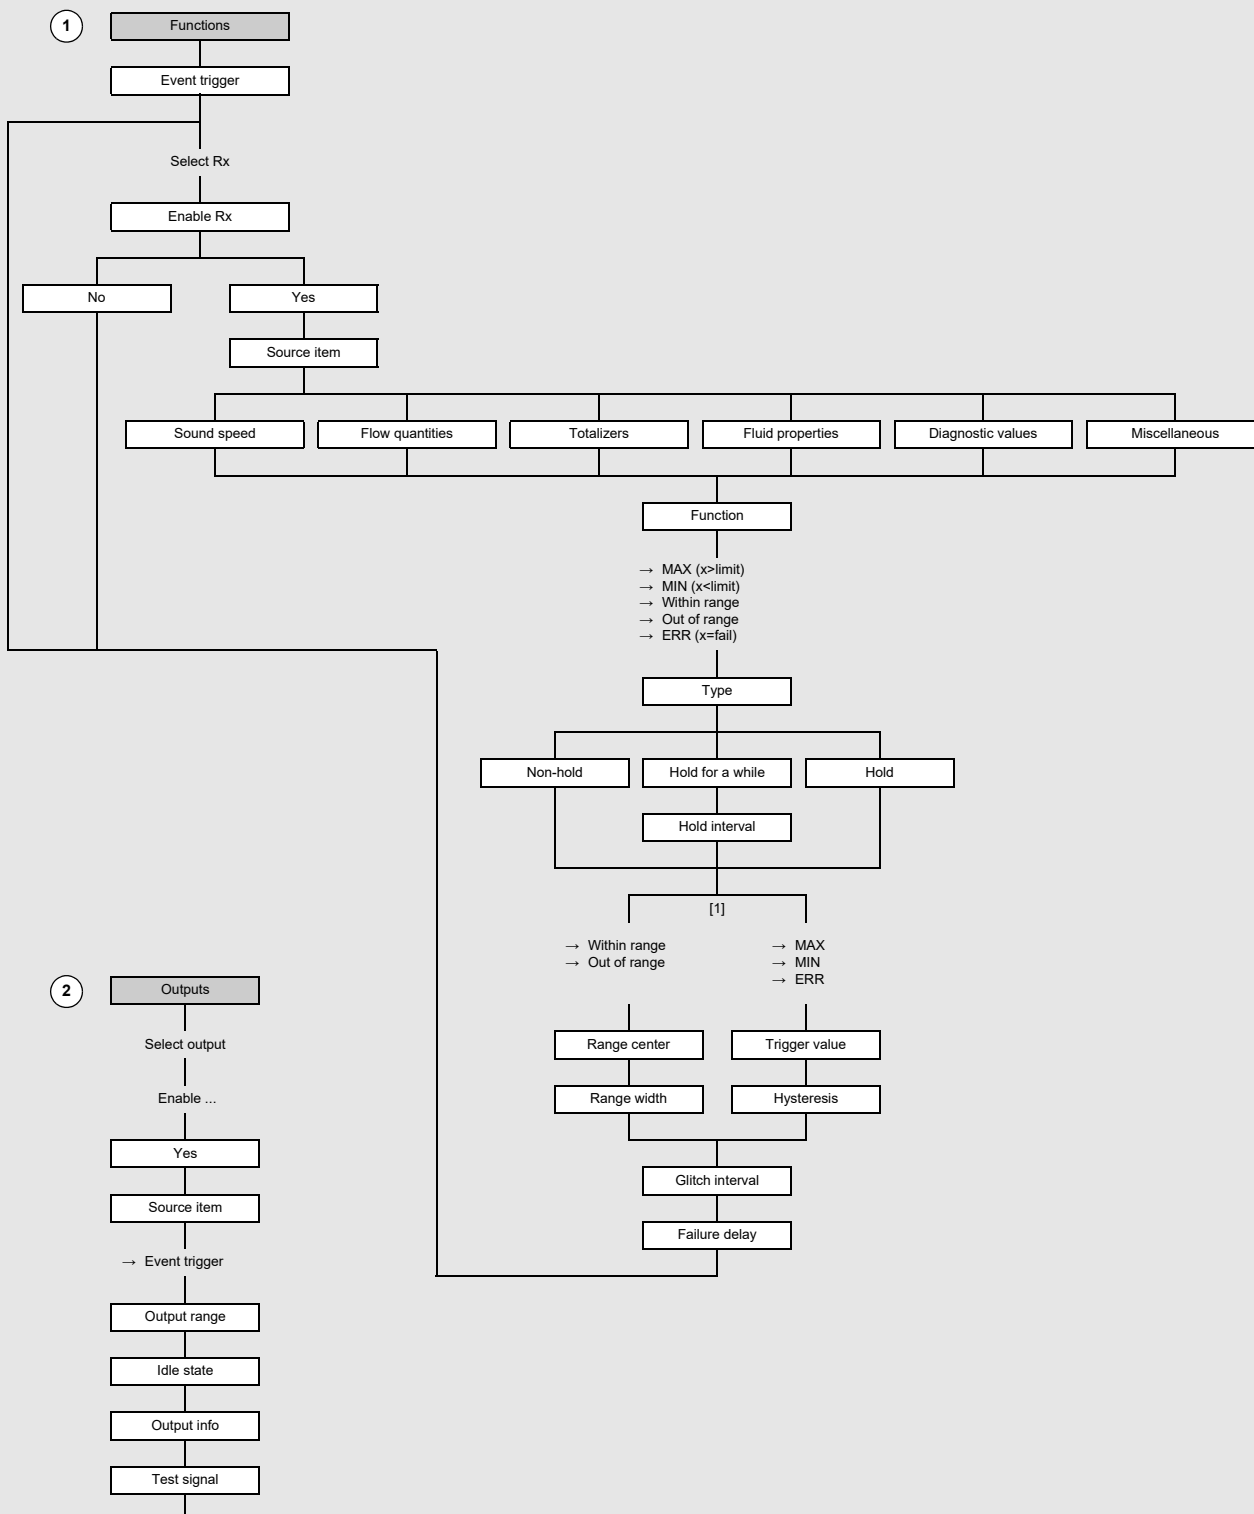 1
Functions
Event trigger
Select Rx
Enable Rx
No
Yes
Source item
Sound speed
Flow quantities
Totalizers
Fluid properties
Diagnostic values
Miscellaneous
Function
→ MAX (x>limit)
→ MIN (x<limit)
→ Within range
→ Out of range
→ ERR (x=fail)
Type
Non-hold
Hold for a while
Hold
Hold interval
[1]
→ Within range
→ Out of range
→ MAX
→ MIN
→ ERR
Range center
Trigger value
Range width
Hysteresis
Glitch interval
Failure delay
2
Outputs
Select output
Enable ...
Yes
Source item
→ Event trigger
Output range
Idle state
Output info
Test signal